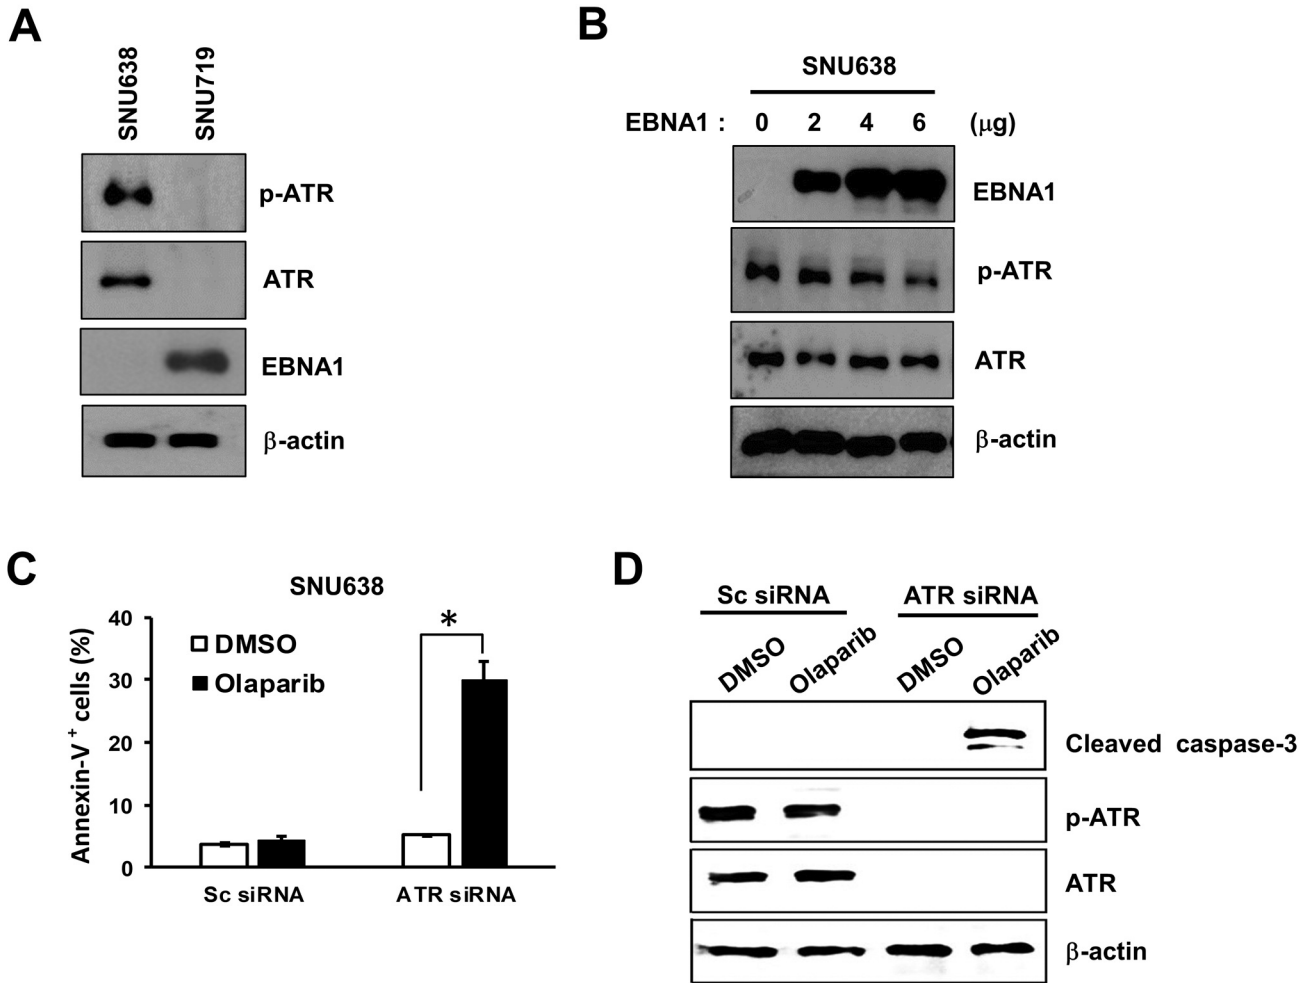 A
SNU638
SNU719
p-ATR
ATR
EBNA1
β-actin
B
SNU638
EBNA1 : 0 2 4 6 (μg)
EBNA1
p-ATR
ATR
β-actin
C
SNU638
40
30
20
10
0
Annexin-V + cells (%)
DMSO
Olaparib
*
Sc siRNA
ATR siRNA
D
Sc siRNA
ATR siRNA
DMSO
Olaparib
DMSO
Olaparib
Cleaved caspase-3
p-ATR
ATR
β-actin